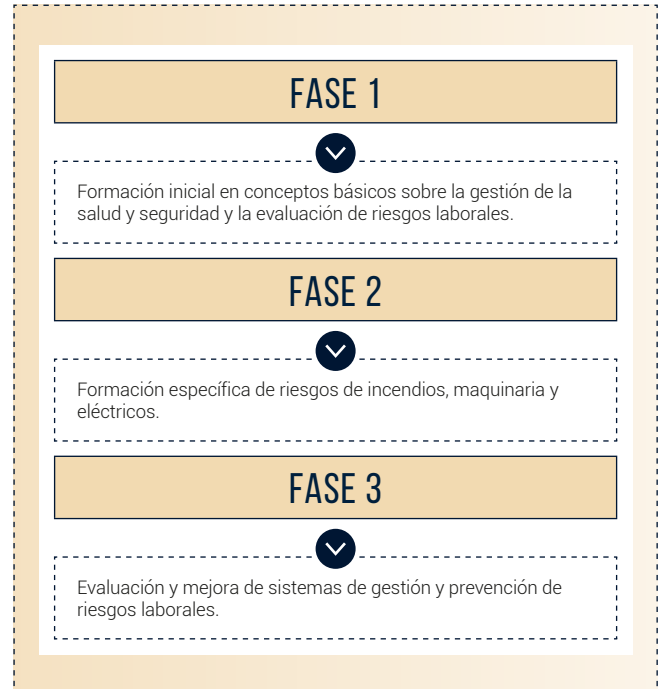 FASE 1
Formación inicial en conceptos básicos sobre la gestión de la
salud y seguridad y la evaluación de riesgos laborales.
FASE 2
Formación específica de riesgos de incendios, maquinaria y
eléctricos.
FASE 3
Evaluación y mejora de sistemas de gestión y prevención de
riesgos laborales.